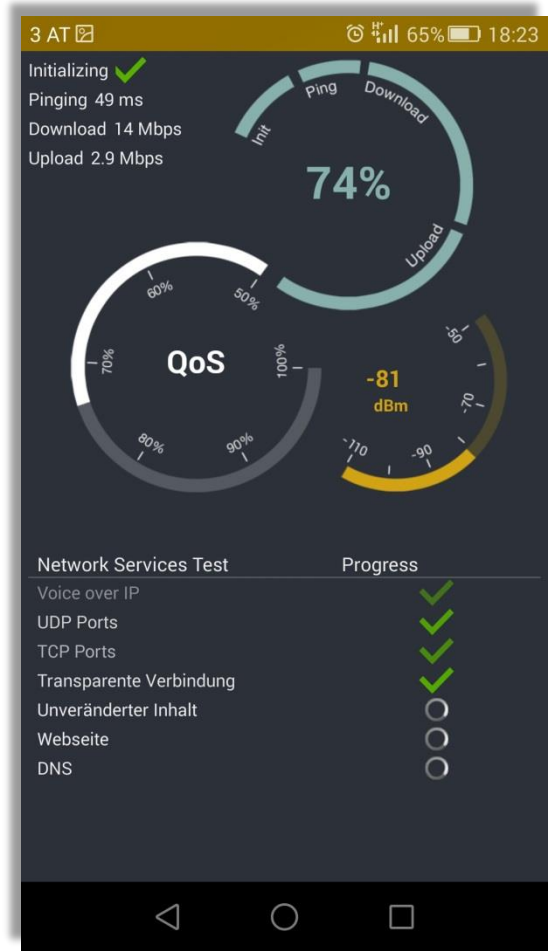 3 AT H+ 65% 18:23
Initializing
Pinging 49 ms
Download 14 Mbps
Upload 2.9 Mbps
Init
Ping
Download
Upload
74%
50%
60%
70%
80%
90%
100%
QoS
-50
-70
-90
-110
-81
dBm
Network Services Test Progress
Voice over IP
UDP Ports
TCP Ports
Transparente Verbindung
Unveränderter Inhalt
Webseite
DNS